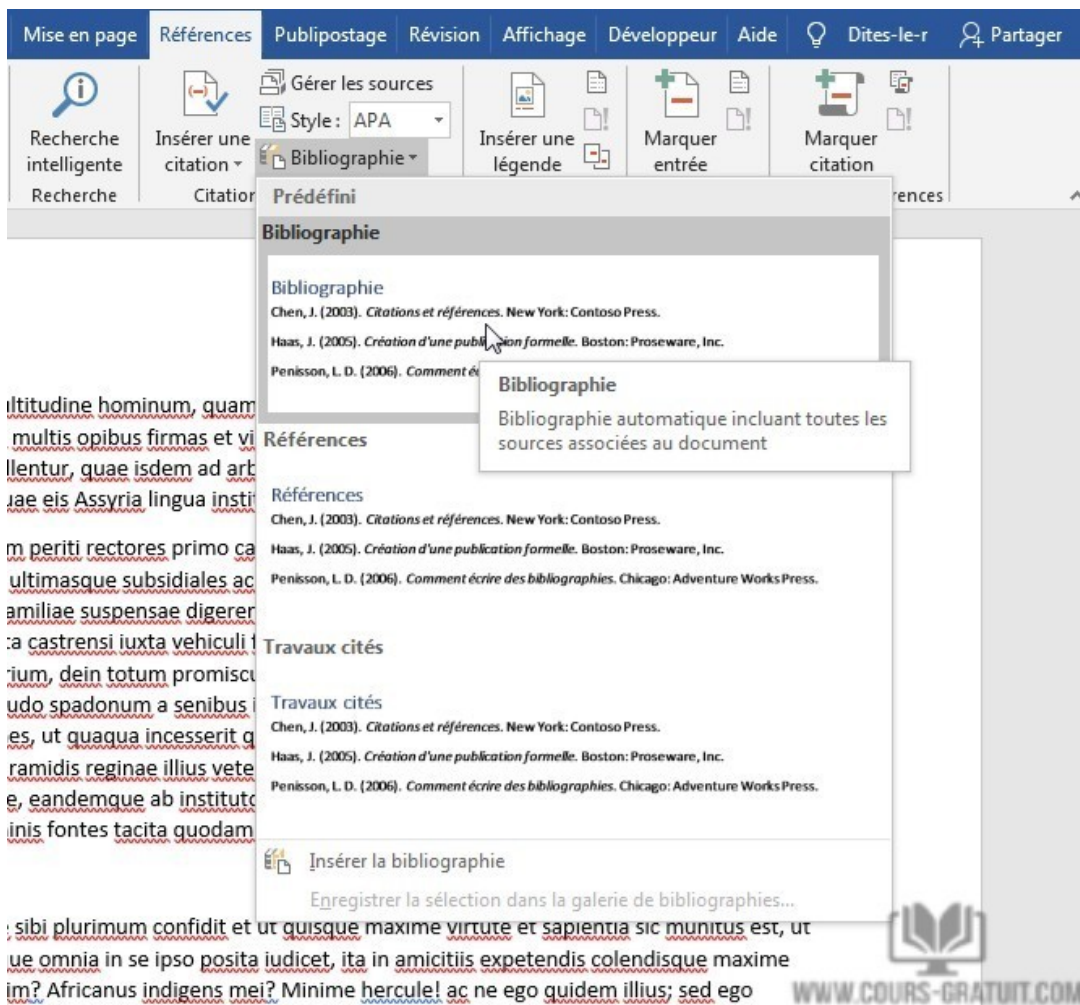 Mise en page Références Publipostage Révision Affichage Développeur Aide Dites-le-r Partager
Gérer les sources
Style : APA
Bibliographie
Recherche intelligente
Insérer une citation
Insérer une légende
Marquer entrée
Marquer citation
Recherche Citation rences
Prédéfini
Bibliographie
Bibliographie
Chen, J. (2003). Citations et références. New York: Contoso Press.
Haas, J. (2005). Création d'une publication formelle. Boston: Proseware, Inc.
Penisson, L. D. (2006). Comment
Bibliographie
Bibliographie automatique incluant toutes les
sources associées au document
Références
Références
Chen, J. (2003). Citations et références. New York: Contoso Press.
Haas, J. (2005). Création d'une publication formelle. Boston: Proseware, Inc.
Penisson, L. D. (2006). Comment écrire des bibliographies. Chicago: Adventure Works Press.
Travaux cités
Travaux cités
Chen, J. (2003). Citations et références. New York: Contoso Press.
Haas, J. (2005). Création d'une publication formelle. Boston: Proseware, Inc.
Penisson, L. D. (2006). Comment écrire des bibliographies. Chicago: Adventure Works Press.
Insérer la bibliographie
Enregistrer la sélection dans la galerie de bibliographies...
ltitudine hominum, quam
multis opibus firmas et vi
llentur, quae isdem ad arb
uae eis Assyria lingua instit
m periti rectores primo ca
ultimasque subsidiales ac
amiliae suspensae digerer
ta castrensi iuxta vehiculi
rium, dein totum promiscu
udo spadonum a senibus i
es, ut quaqua incesserit q
ramidis reginae illius vete
e, eandemque ab instituto
inis fontes tacita quodam
sibi plurimum confidit et ut quisque maxime virtute et sapientia sic munitus est, ut
ue omnia in se ipso posita iudicet, ita in amicitiis expetendis colendisque maxime
im? Africanus indigens mei? Minime hercule! ac ne ego quidem illius; sed ego
WWW.COURS-GRATUIT.COM